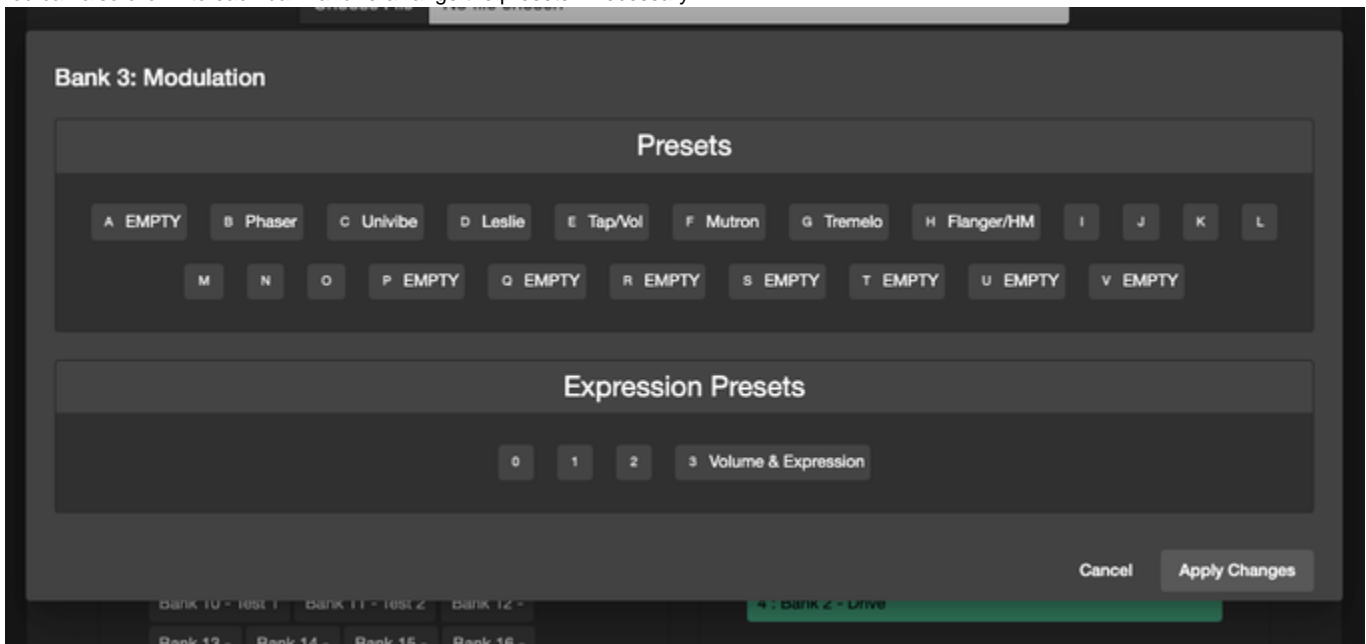 Bank 3: Modulation
Presets
A EMPTY B Phaser C Univibe D Leslie E Tap/Vol F Mutron G Tremelo H Flanger/HM I J K L
M N O P EMPTY Q EMPTY R EMPTY S EMPTY T EMPTY U EMPTY V EMPTY
Expression Presets
0 1 2 3 Volume & Expression
Cancel Apply Changes
Bank 10 - Test 1 Bank 11 - Test 2 Bank 12 - 4 : Bank 2 - Drive
Bank 13 - Bank 14 - Bank 15 - Bank 16 -